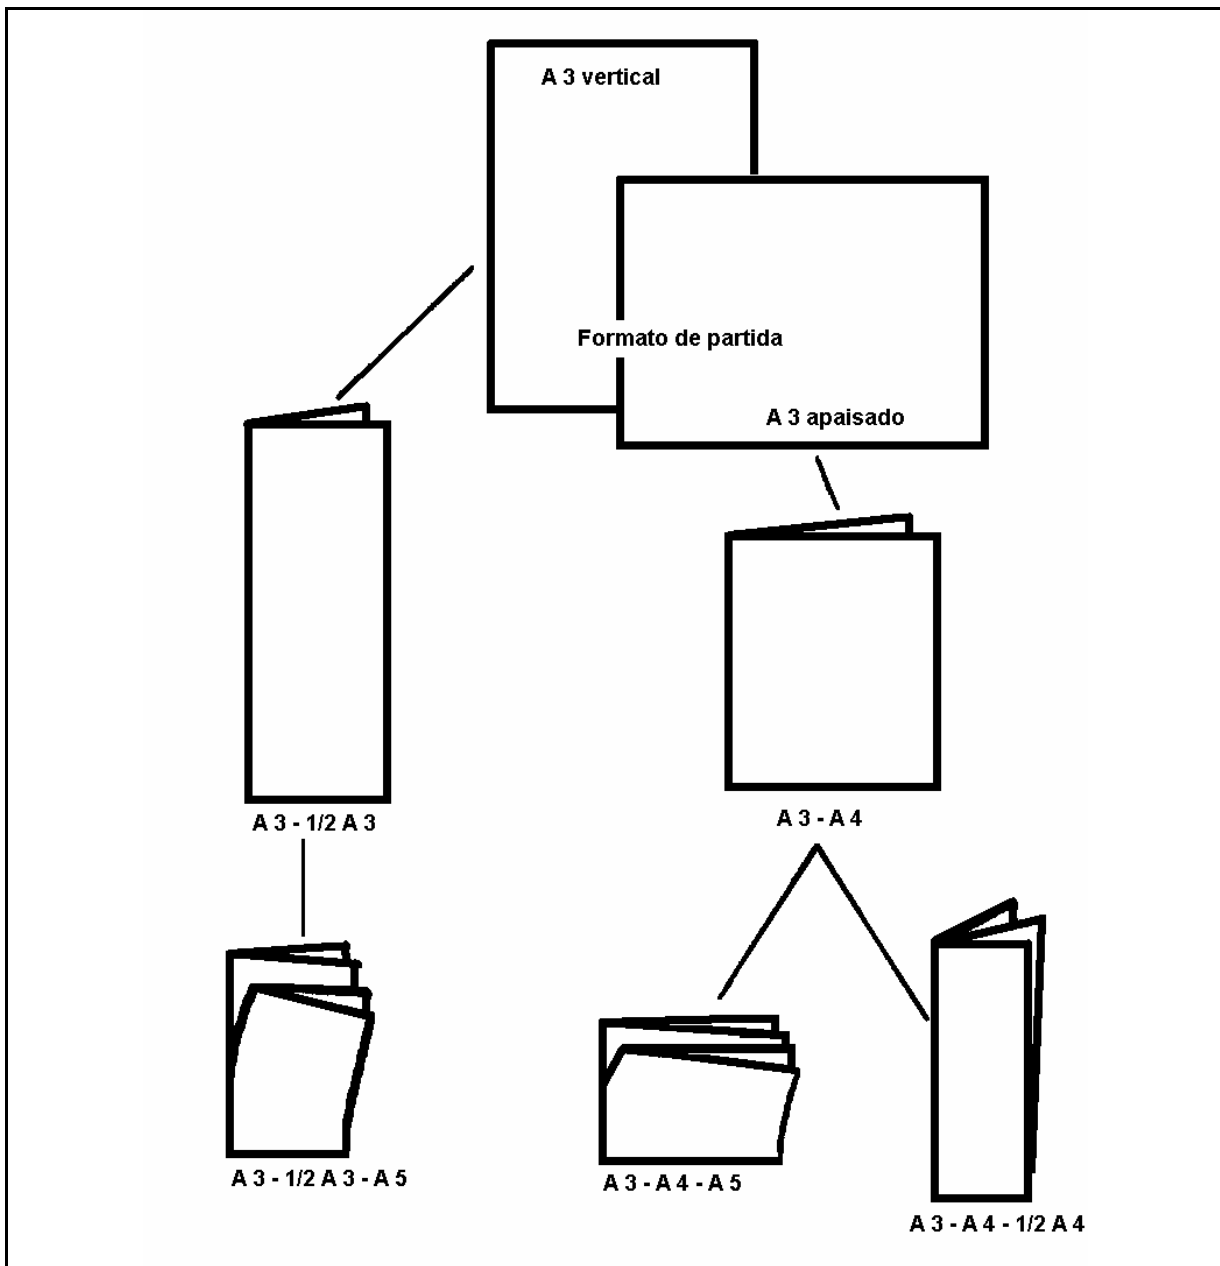 A 3 vertical
Formato de partida
A 3 apaisado
A 3 - 1/2 A 3
A 3 - A 4
A 3 - 1/2 A 3 - A 5
A 3 - A 4 - A 5
A 3 - A 4 - 1/2 A 4